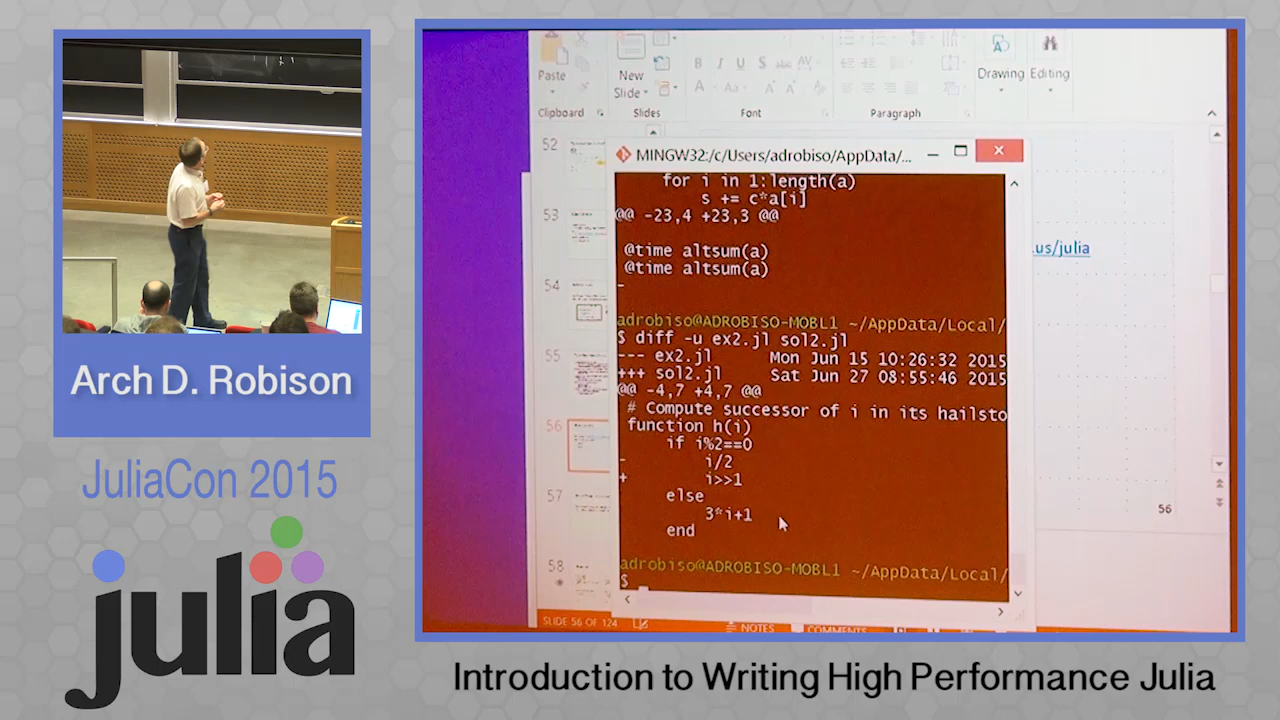 Arch D. Robison
JuliaCon 2015
julia
Paste
New
Slide
B I U S abc AV
A Aa A A
Drawing
Editing
Clipboard
Slides
Font
Paragraph
52
53
54
55
56
57
58
MINGW32:/c/Users/adrobiso/AppData/...
for i in 1:length(a)
s += c*a[i]
@@ -23,4 +23,3 @@
@time altsum(a)
@time altsum(a)
-
adrobiso@ADROBISO-MOBL1 ~/AppData/Local/
$ diff -u ex2.jl sol2.jl
--- ex2.jl Mon Jun 15 10:26:32 2015
+++ sol2.jl Sat Jun 27 08:55:46 2015
@@ -4,7 +4,7 @@
# Compute successor of i in its hailsto
function h(i)
if i%2==0
- i/2
+ i>>1
else
3*i+1
end
adrobiso@ADROBISO-MOBL1 ~/AppData/Local/
$
.us/julia
56
SLIDE 56 OF 124
NOTES
COMMENTS
Introduction to Writing High Performance Julia